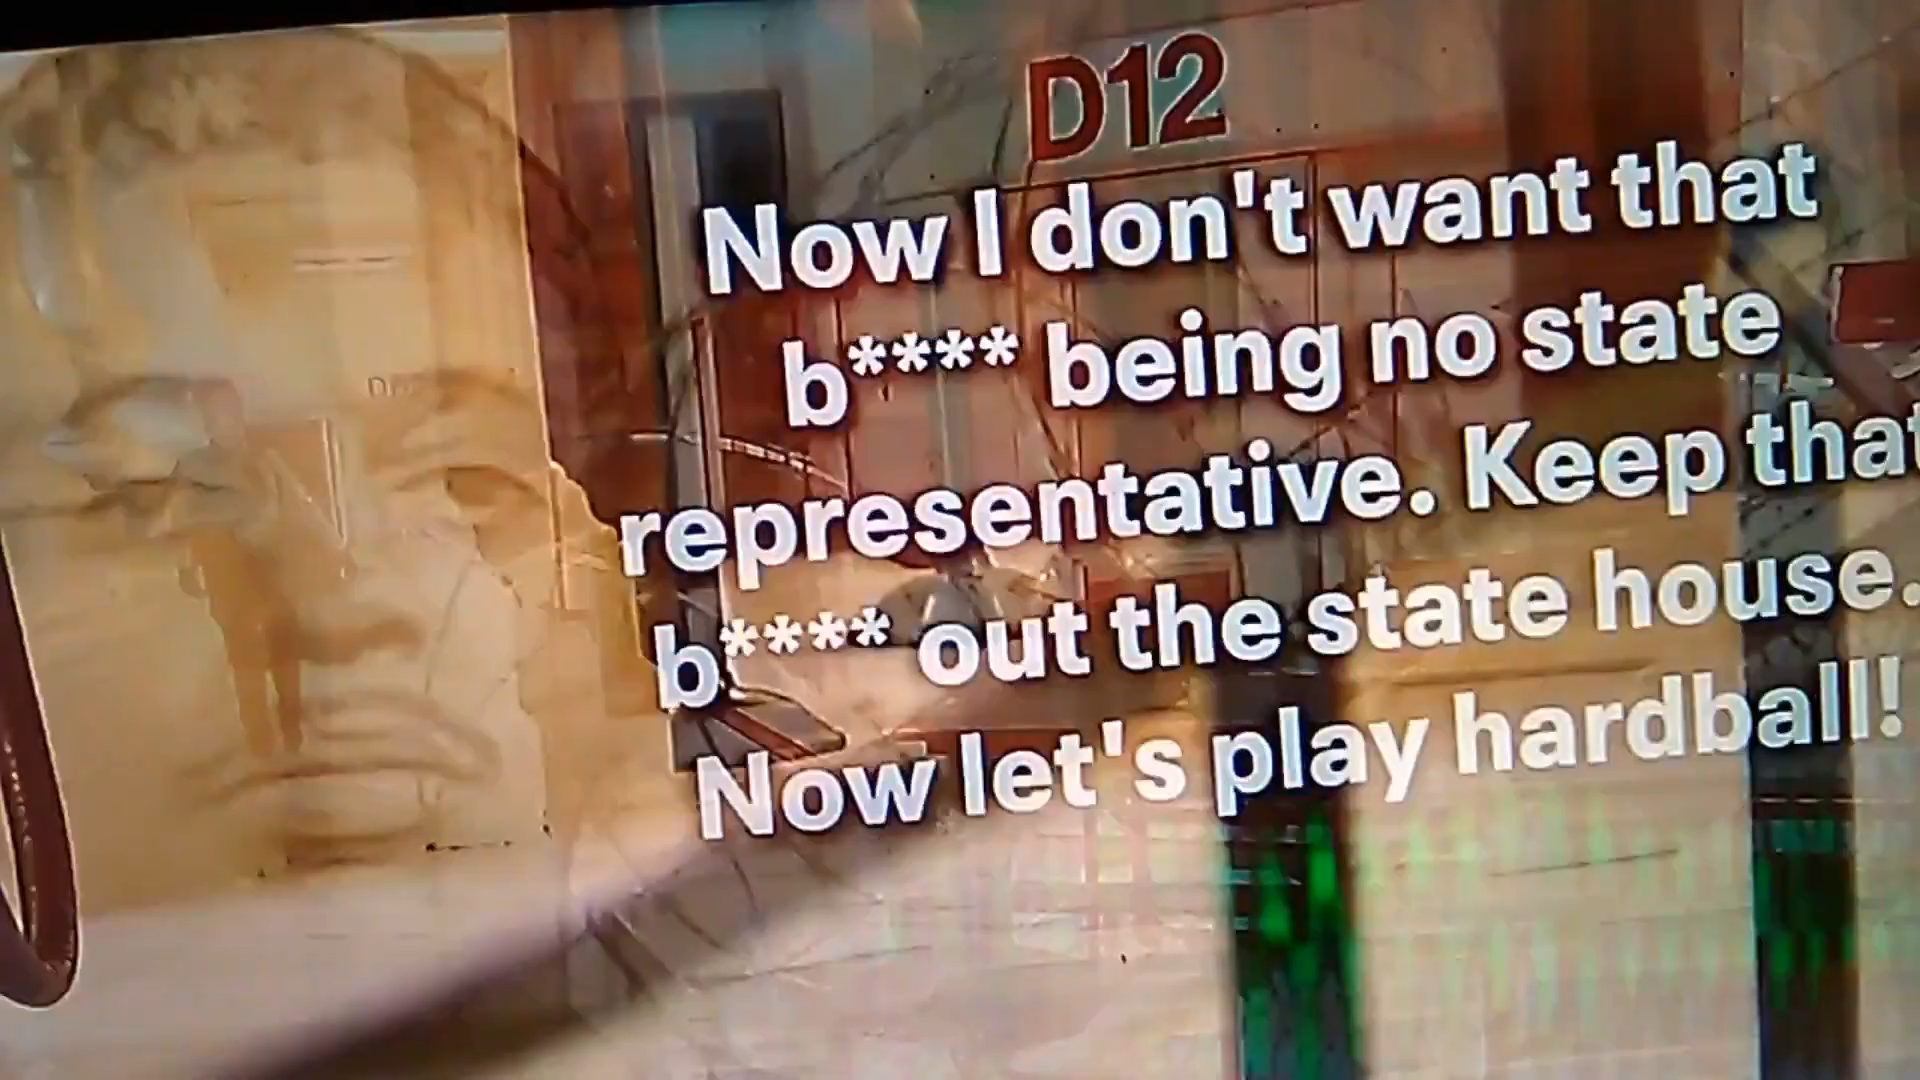 D12
Now I don't want that
b**** being no state
representative. Keep that
b**** out the state house.
Now let's play hardball!